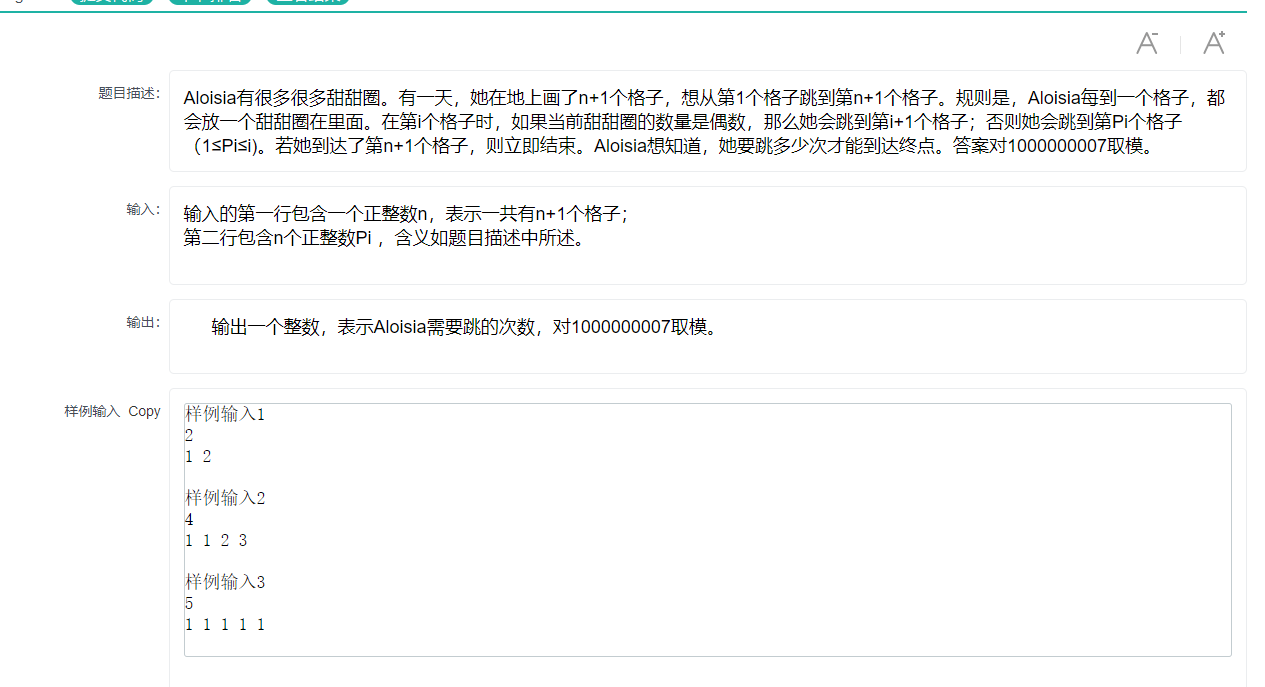 题目描述:
Aloisia有很多很多甜甜圈。有一天，她在地上画了n+1个格子，想从第1个格子跳到第n+1个格子。规则是，Aloisia每到一个格子，都
会放一个甜甜圈在里面。在第i个格子时，如果当前甜甜圈的数量是偶数，那么她会跳到第i+1个格子；否则她会跳到第Pi个格子
（1≤Pi≤i)。若她到达了第n+1个格子，则立即结束。Aloisia想知道，她要跳多少次才能到达终点。答案对1000000007取模。
输入:
输入的第一行包含一个正整数n，表示一共有n+1个格子；
第二行包含n个正整数Pi ，含义如题目描述中所述。
输出:
输出一个整数，表示Aloisia需要跳的次数，对1000000007取模。
样例输入 Copy
样例输入1
2
1 2
样例输入2
4
1 1 2 3
样例输入3
5
1 1 1 1 1